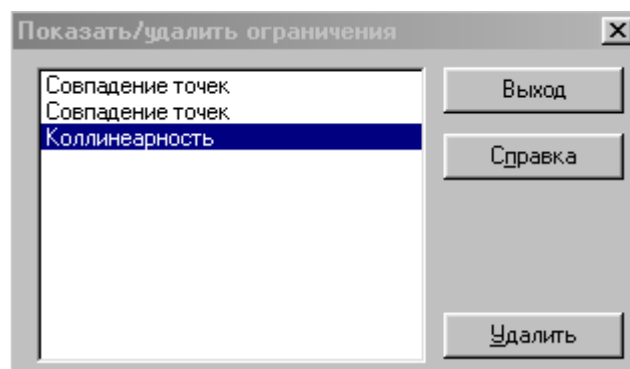 Показать/удалить ограничения
Совпадение точек
Совпадение точек
Коллинеарность
Выход
Справка
Удалить